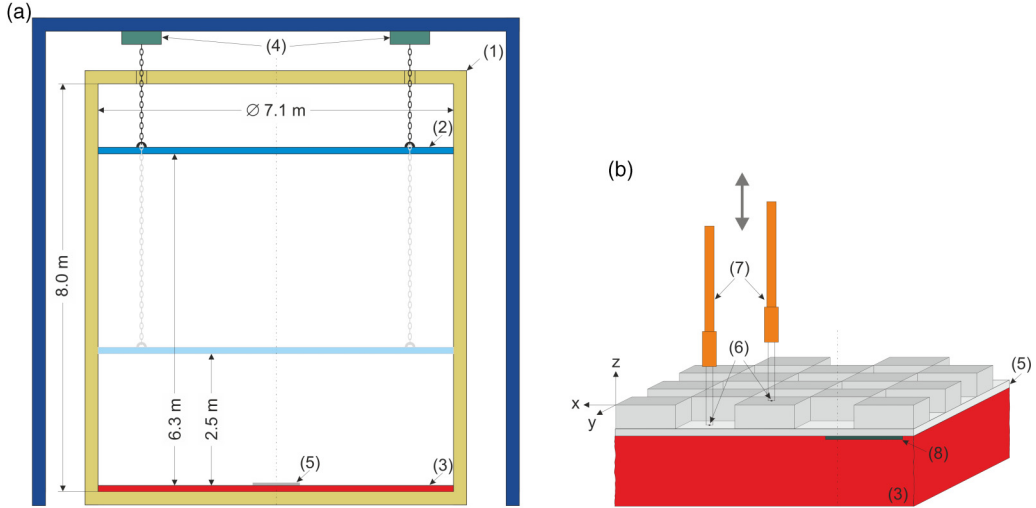 (a)
(4)
(1)
Ø 7.1 m
(2)
8.0 m
6.3 m
2.5 m
(5)
(3)
(b)
(7)
(6)
z
x
y
(5)
(8)
(3)